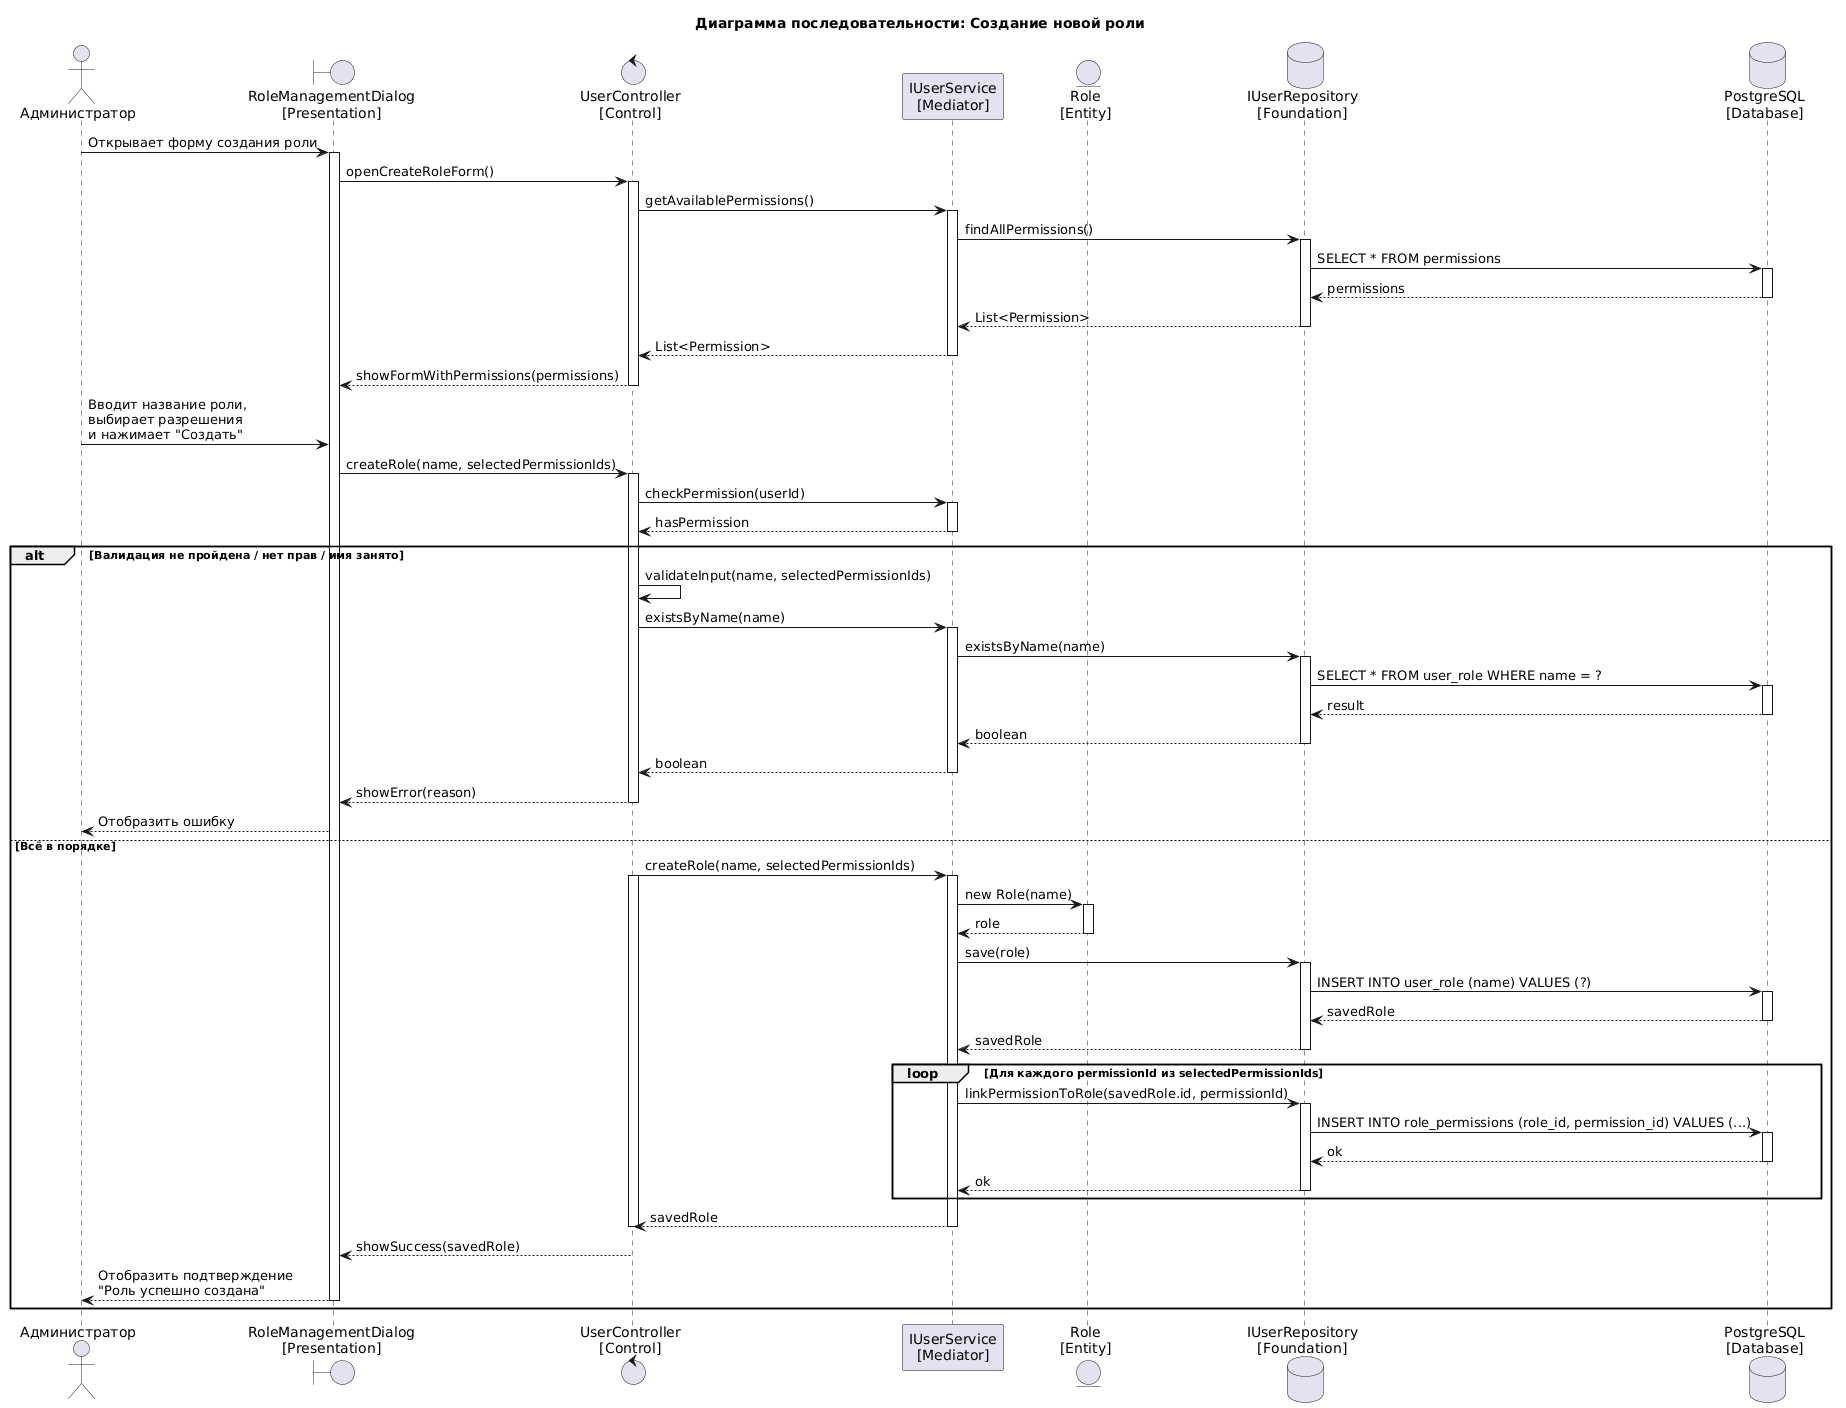 Диаграмма последовательности: Создание новой роли
Администратор
RoleManagementDialog
[Presentation]
UserController
[Control]
IUserService
[Mediator]
Role
[Entity]
IUserRepository
[Foundation]
PostgreSQL
[Database]
Открывает форму создания роли
openCreateRoleForm()
getAvailablePermissions()
findAllPermissions()
SELECT * FROM permissions
permissions
List<Permission>
List<Permission>
showFormWithPermissions(permissions)
Вводит название роли,
выбирает разрешения
и нажимает "Создать"
createRole(name, selectedPermissionIds)
checkPermission(userId)
hasPermission
alt [Валидация не пройдена / нет прав / имя занято]
validateInput(name, selectedPermissionIds)
existsByName(name)
existsByName(name)
SELECT * FROM user_role WHERE name = ?
result
boolean
boolean
showError(reason)
Отобразить ошибку
[Всё в порядке]
createRole(name, selectedPermissionIds)
new Role(name)
role
save(role)
INSERT INTO user_role (name) VALUES (?)
savedRole
savedRole
loop [Для каждого permissionId из selectedPermissionIds]
linkPermissionToRole(savedRole.id, permissionId)
INSERT INTO role_permissions (role_id, permission_id) VALUES (...)
ok
ok
savedRole
showSuccess(savedRole)
Отобразить подтверждение
"Роль успешно создана"
Администратор
RoleManagementDialog
[Presentation]
UserController
[Control]
IUserService
[Mediator]
Role
[Entity]
IUserRepository
[Foundation]
PostgreSQL
[Database]